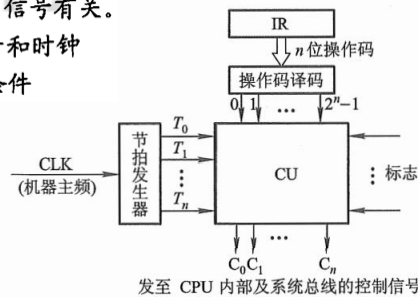 信号有关。
和时钟
件
IR
n位操作码
操作码译码
0 1 … 2ⁿ-1
节拍发生器
T₀
T₁
⋮
Tₙ
CLK
(机器主频)
CU
⋮ 标志
…
C₀C₁ Cₙ
发至 CPU 内部及系统总线的控制信号